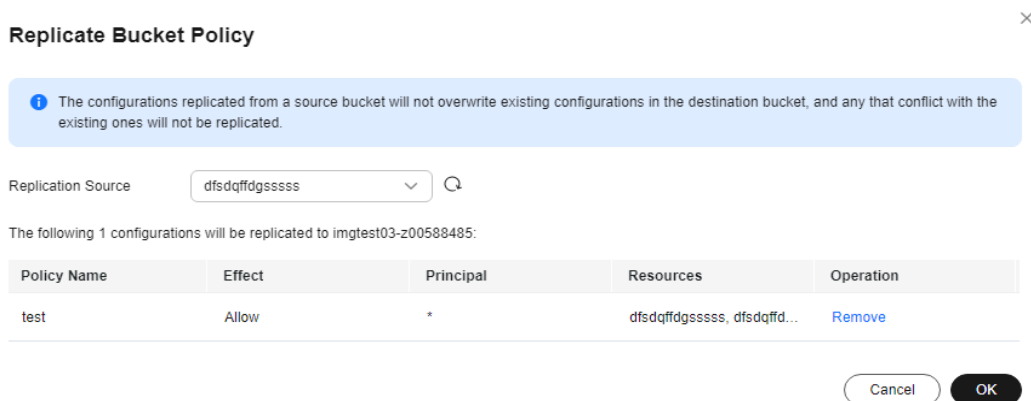 Replicate Bucket Policy
The configurations replicated from a source bucket will not overwrite existing configurations in the destination bucket, and any that conflict with the
existing ones will not be replicated.
Replication Source dfsdqffdgsssss
The following 1 configurations will be replicated to imgtest03-z00588485:
Policy Name Effect Principal Resources Operation
test Allow * dfsdqffdgsssss, dfsdqffd... Remove
Cancel OK